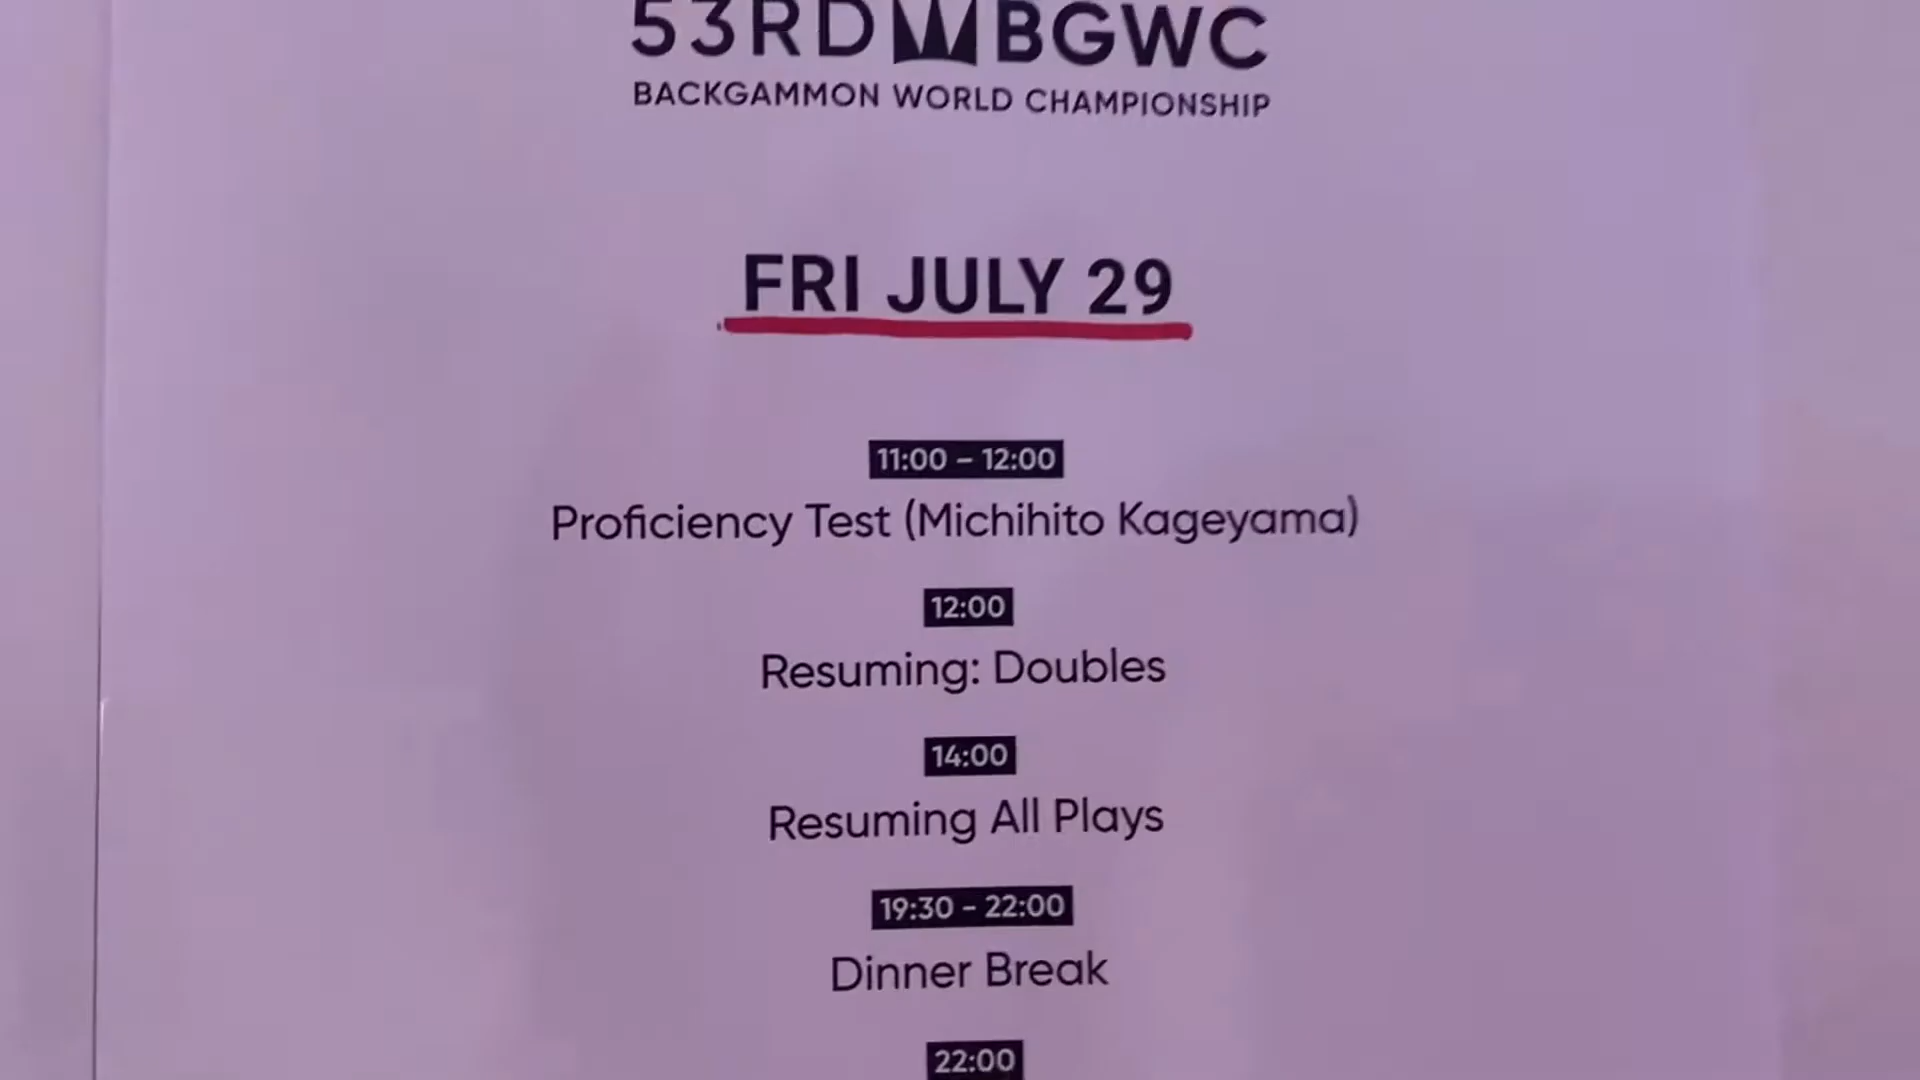 53RD BGWC
BACKGAMMON WORLD CHAMPIONSHIP
FRI JULY 29
11:00 – 12:00
Proficiency Test (Michihito Kageyama)
12:00
Resuming: Doubles
14:00
Resuming All Plays
19:30 – 22:00
Dinner Break
22:00